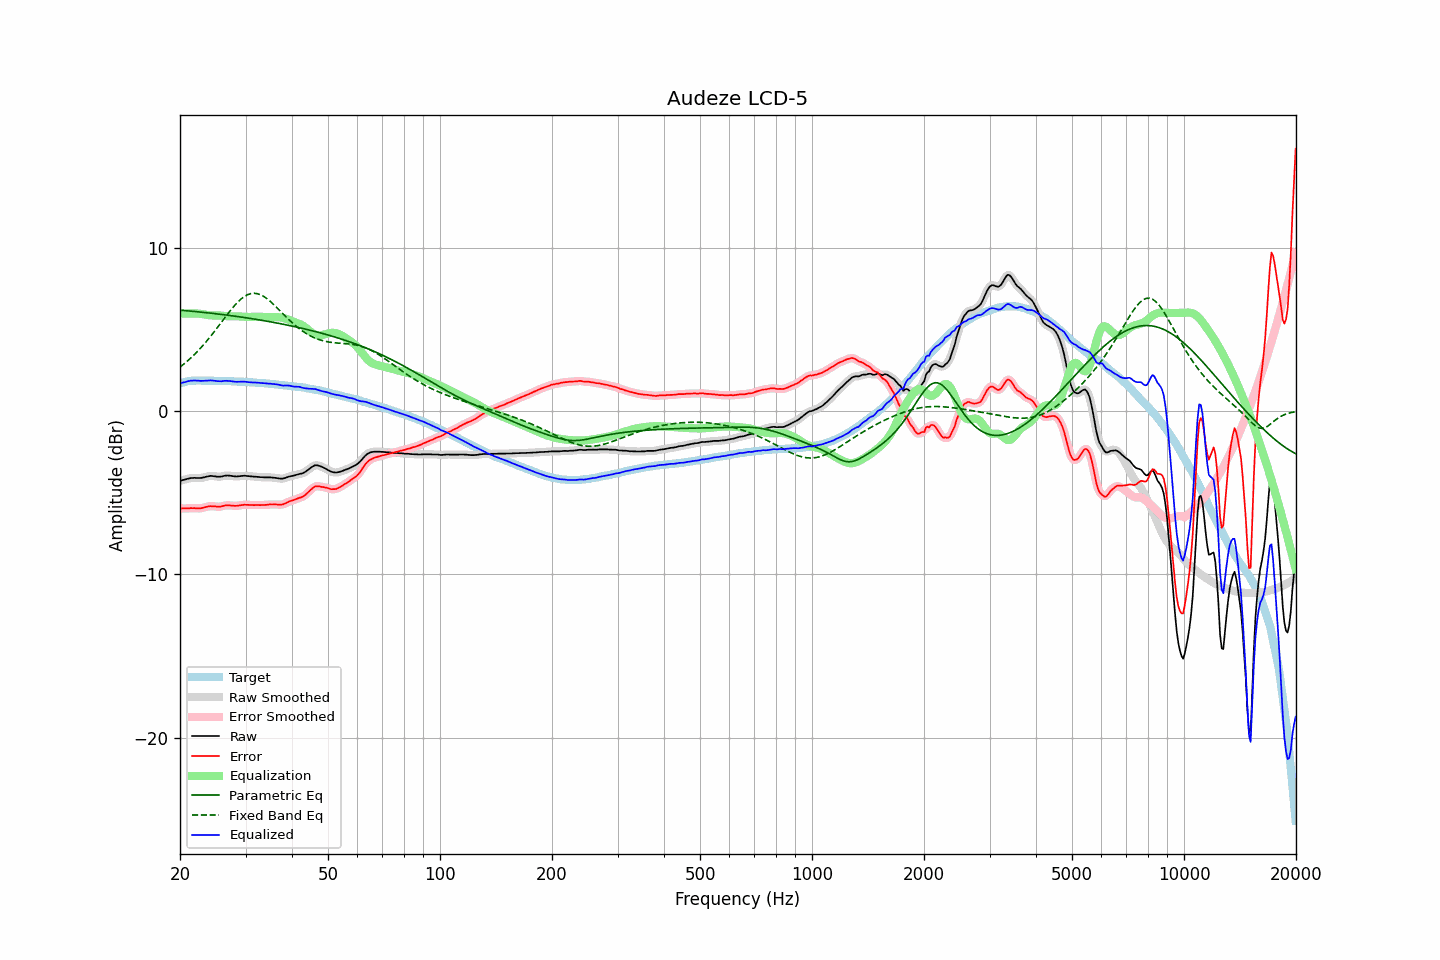 Audeze LCD-5
Amplitude (dBr)
10
0
−10
−20
Target
Raw Smoothed
Error Smoothed
Raw
Error
Equalization
Parametric Eq
Fixed Band Eq
Equalized
20 50 100 200 500 1000 2000 5000 10000 20000
Frequency (Hz)